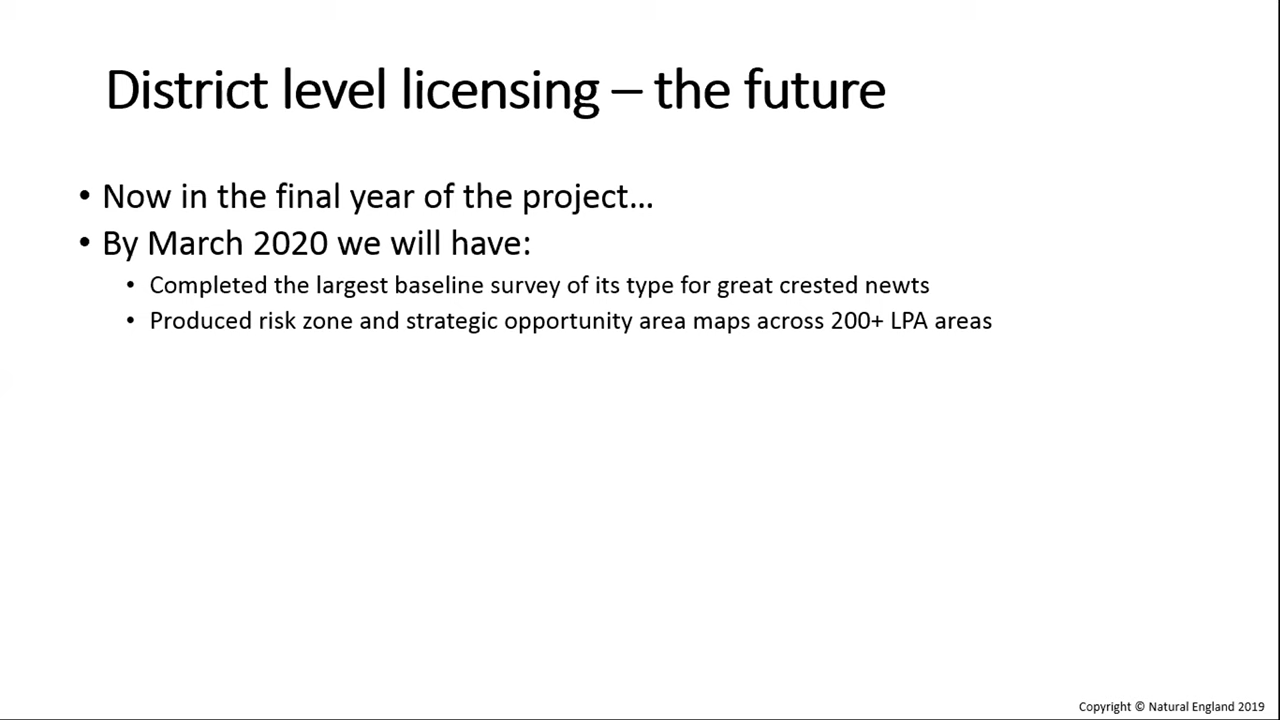 District level licensing – the future
• Now in the final year of the project...
• By March 2020 we will have:
• Completed the largest baseline survey of its type for great crested newts
• Produced risk zone and strategic opportunity area maps across 200+ LPA areas
Copyright © Natural England 2019